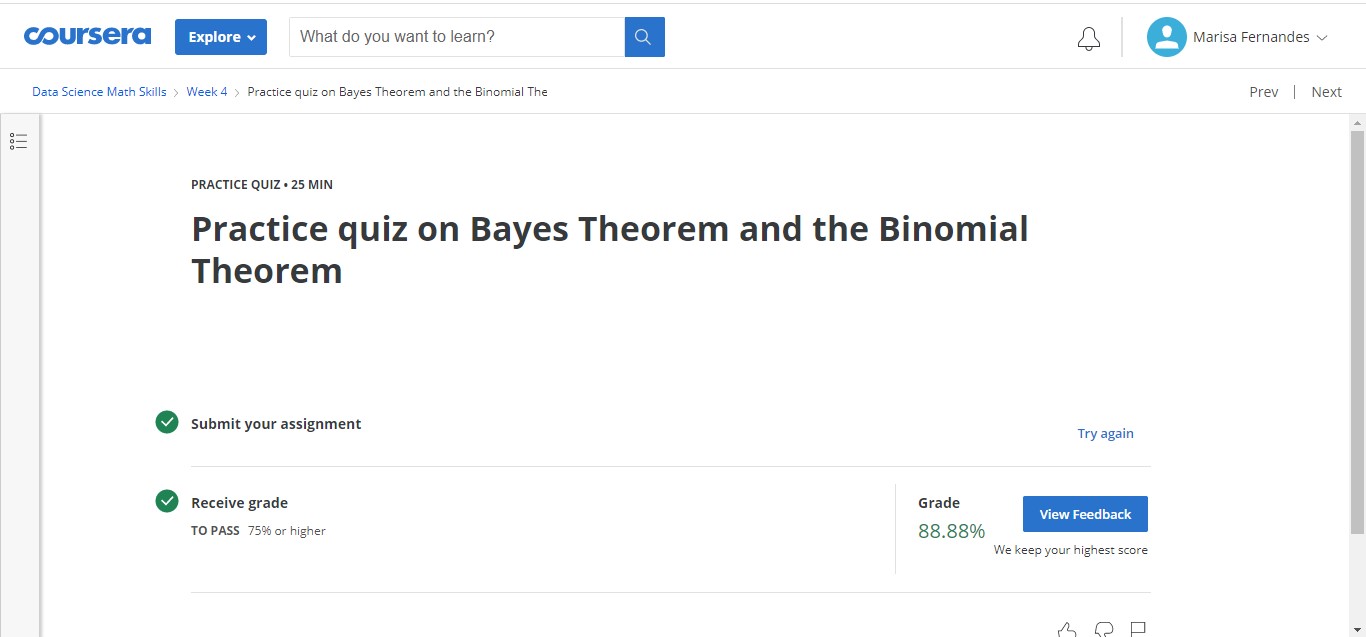 coursera
Explore
What do you want to learn?
Marisa Fernandes
Data Science Math Skills > Week 4 > Practice quiz on Bayes Theorem and the Binomial The
Prev | Next
PRACTICE QUIZ • 25 MIN
Practice quiz on Bayes Theorem and the Binomial
Theorem
Submit your assignment
Try again
Receive grade
TO PASS 75% or higher
Grade
88.88%
View Feedback
We keep your highest score